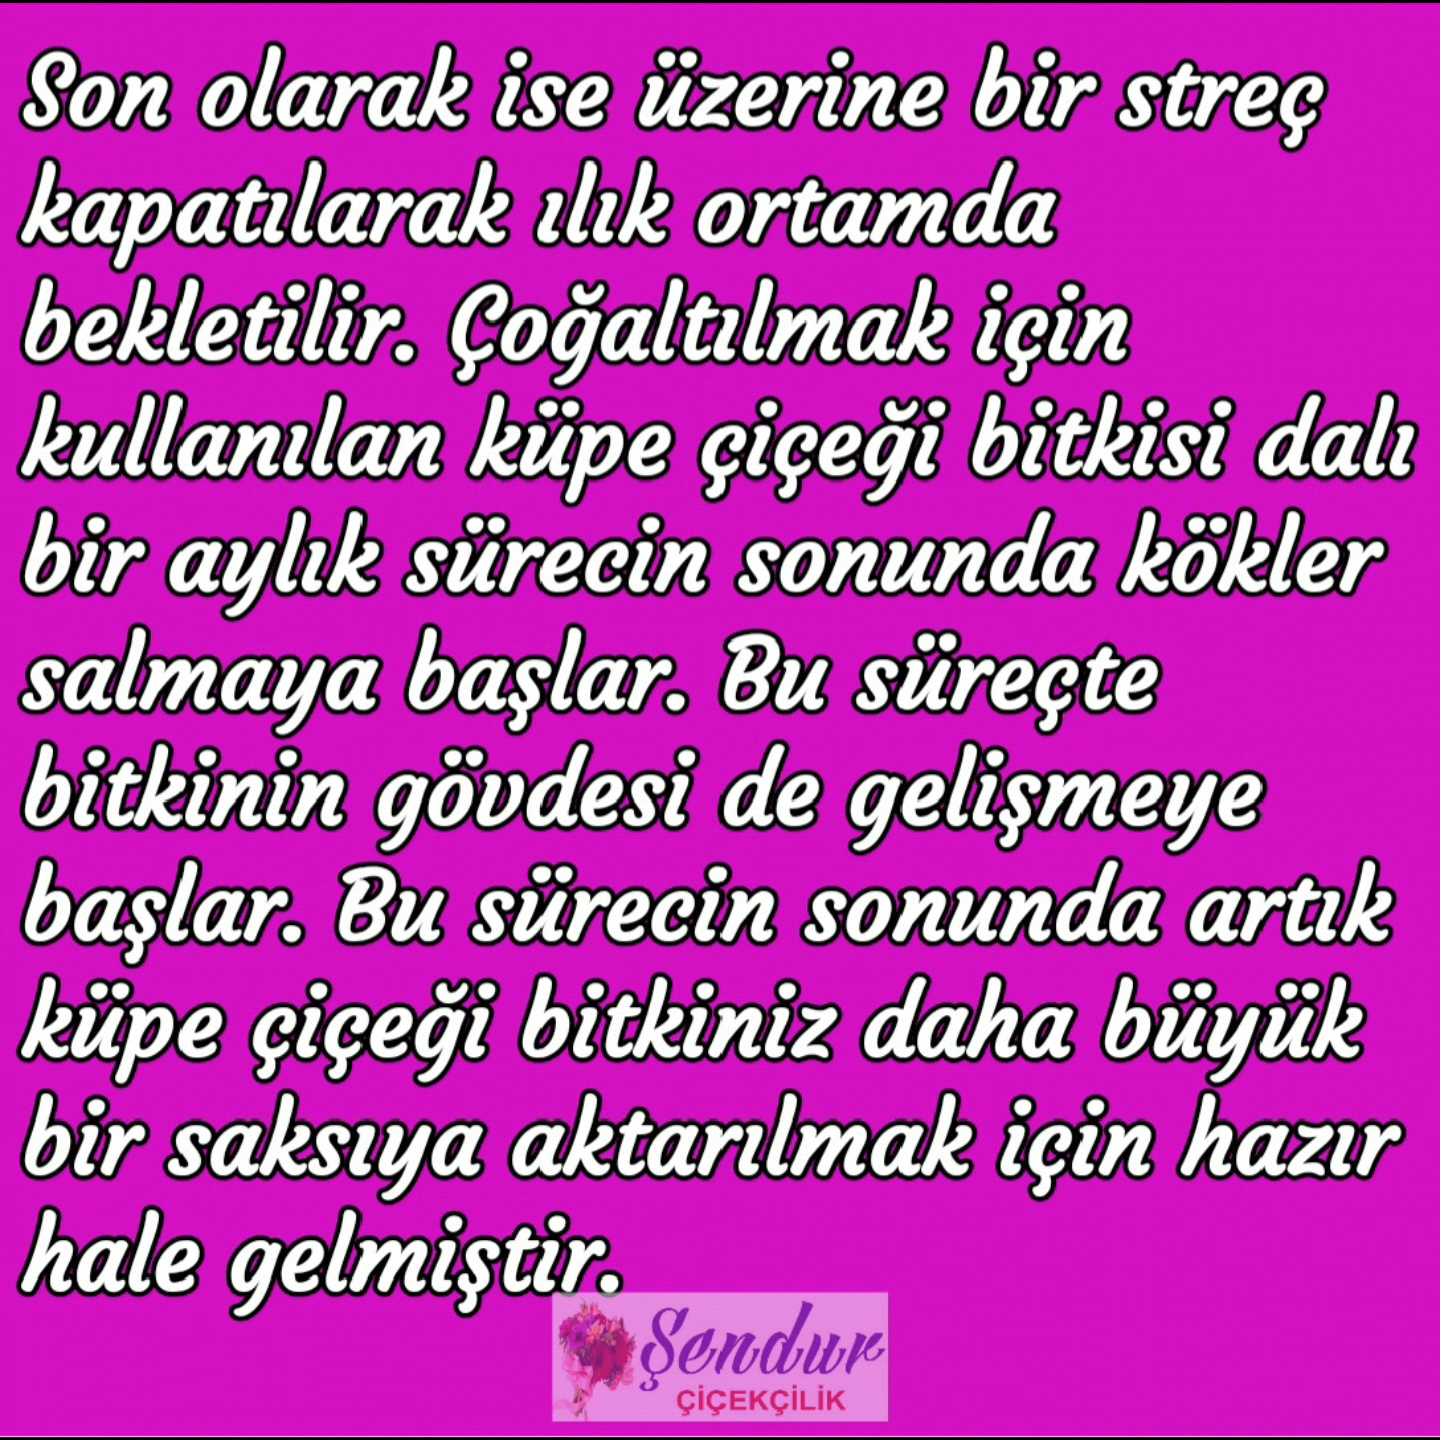 Son olarak ise üzerine bir streç
kapatılarak ılık ortamda
bekletilir. Çoğaltılmak için
kullanılan küpe çiçeği bitkisi dalı
bir aylık sürecin sonunda kökler
salmaya başlar. Bu süreçte
bitkinin gövdesi de gelişmeye
başlar. Bu sürecin sonunda artık
küpe çiçeği bitkiniz daha büyük
bir saksıya aktarılmak için hazır
hale gelmiştir.
Şendur
ÇİÇEKÇİLİK